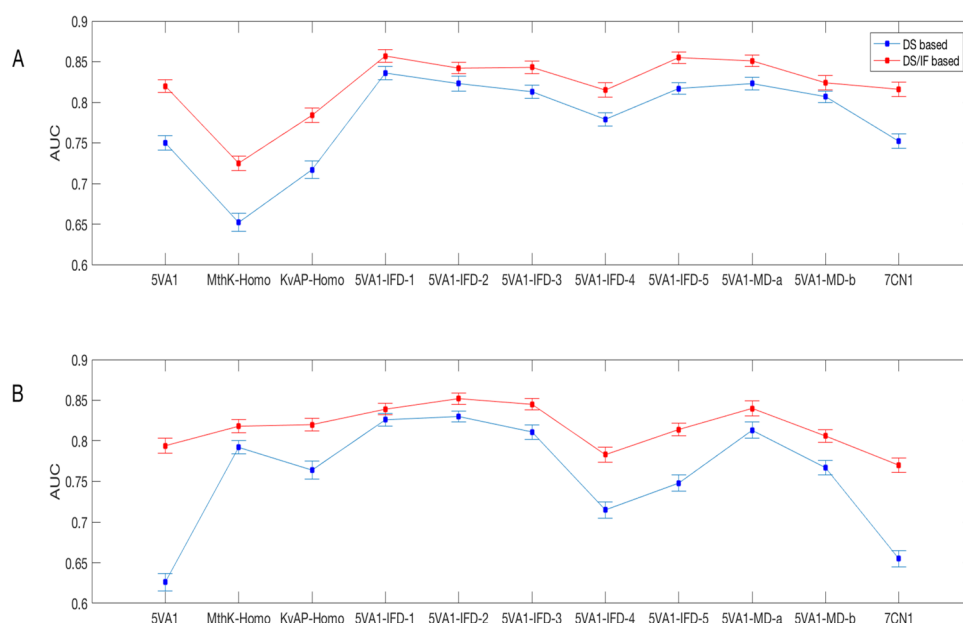 A
0.9
0.85
0.8
0.75
0.7
0.65
0.6
AUC
DS based
DS/IF based
5VA1 MthK-Homo KvAP-Homo 5VA1-IFD-1 5VA1-IFD-2 5VA1-IFD-3 5VA1-IFD-4 5VA1-IFD-5 5VA1-MD-a 5VA1-MD-b 7CN1
B
0.9
0.85
0.8
0.75
0.7
0.65
0.6
AUC
5VA1 MthK-Homo KvAP-Homo 5VA1-IFD-1 5VA1-IFD-2 5VA1-IFD-3 5VA1-IFD-4 5VA1-IFD-5 5VA1-MD-a 5VA1-MD-b 7CN1